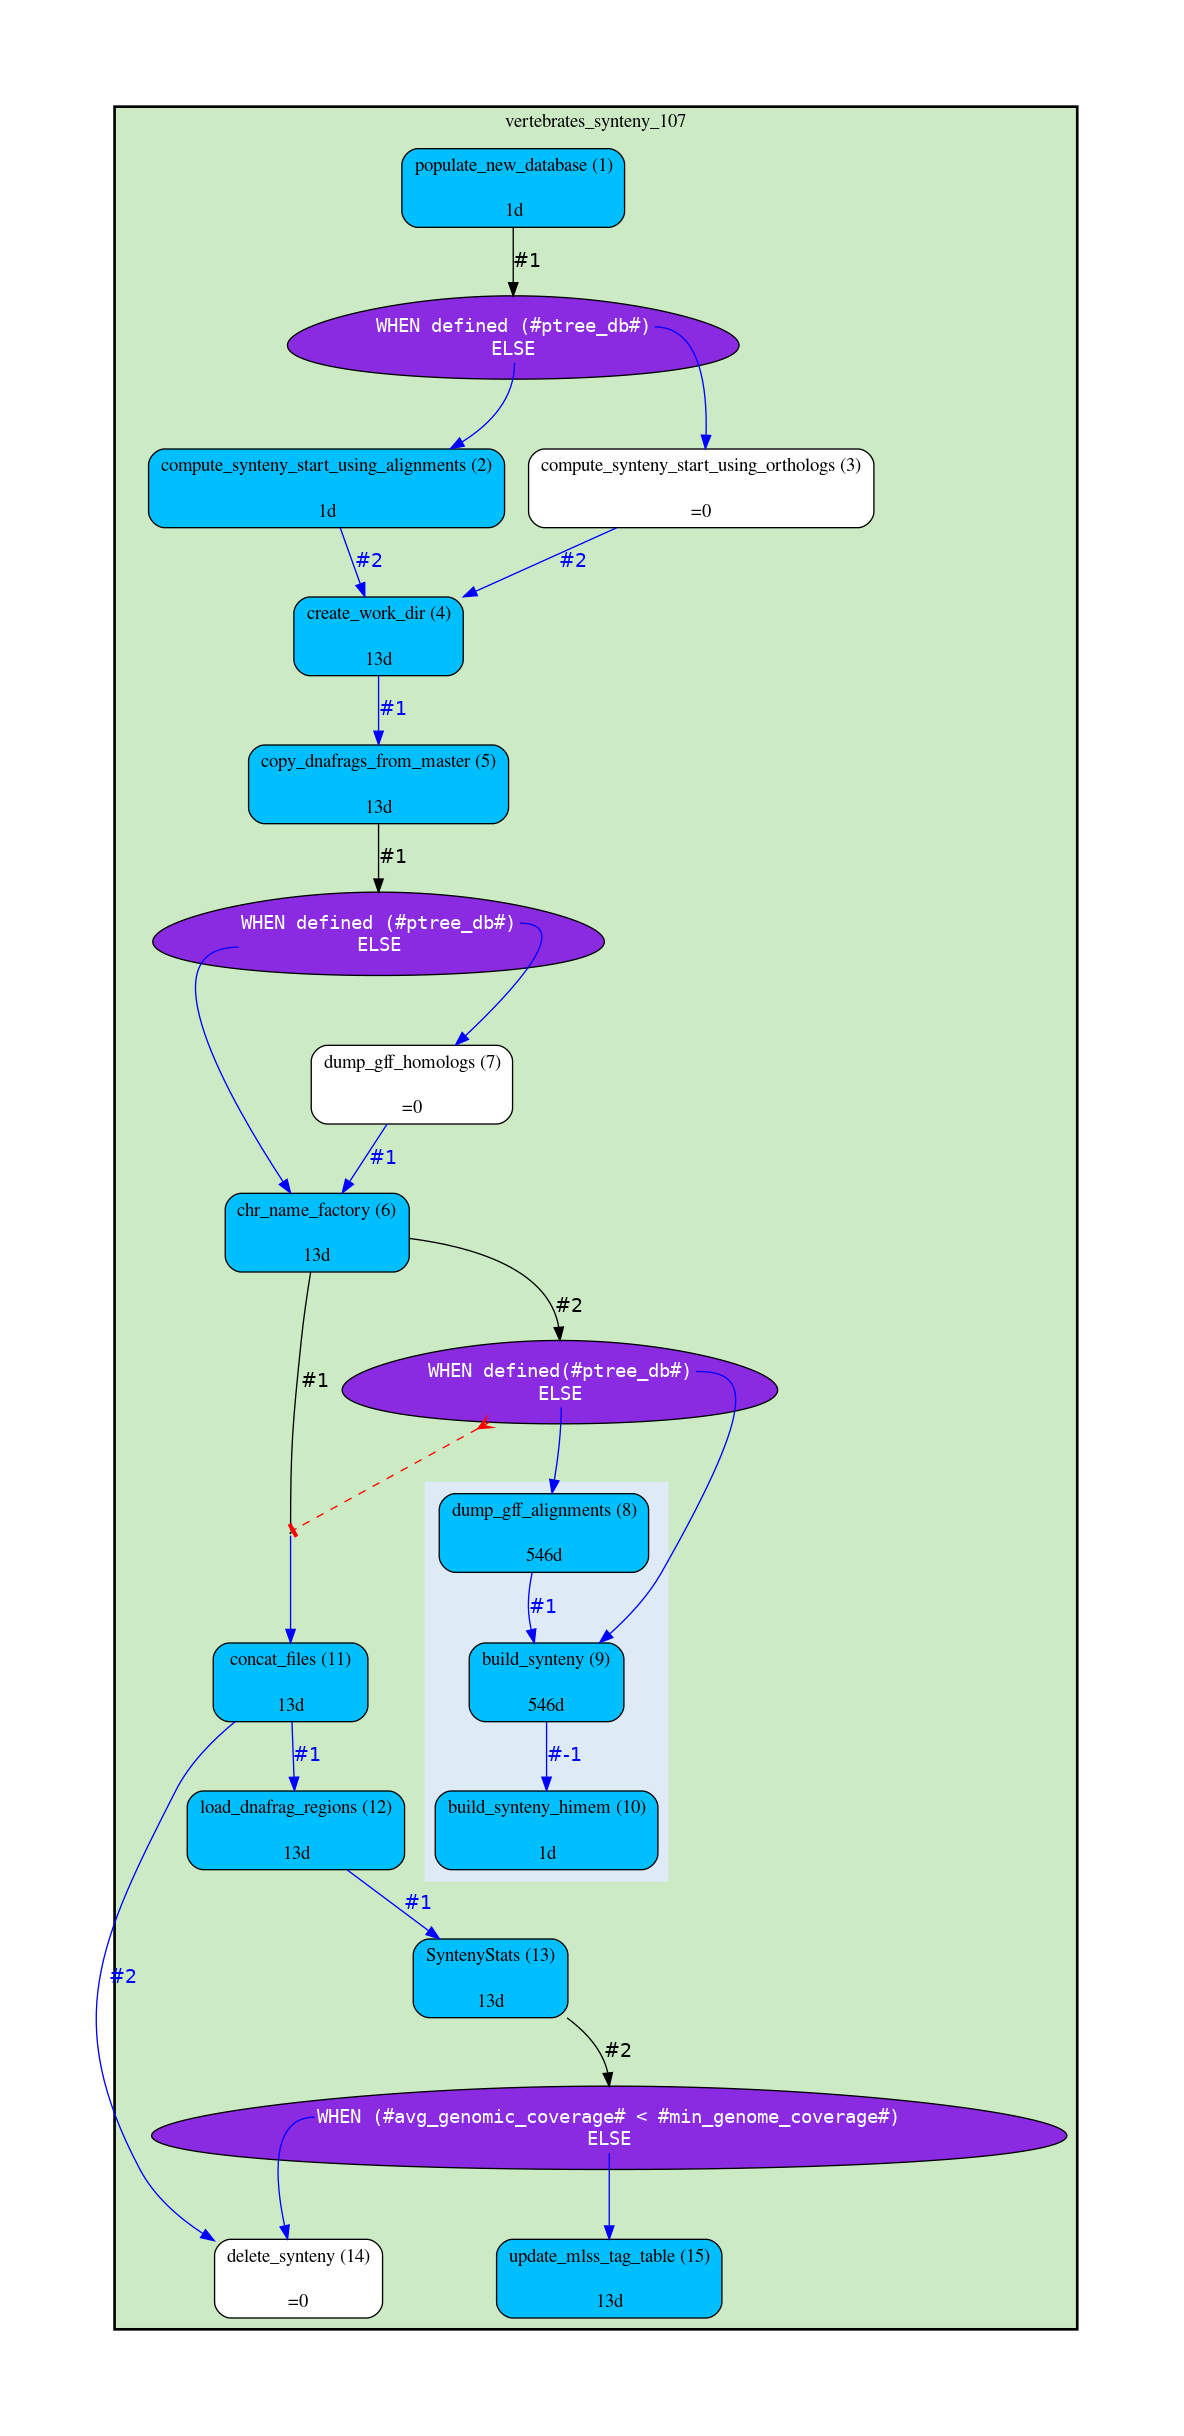 vertebrates_synteny_107
populate_new_database (1)
1d
#1
WHEN defined (#ptree_db#)
ELSE
compute_synteny_start_using_alignments (2)
1d
compute_synteny_start_using_orthologs (3)
=0
#2
#2
create_work_dir (4)
13d
#1
copy_dnafrags_from_master (5)
13d
#1
WHEN defined (#ptree_db#)
ELSE
dump_gff_homologs (7)
=0
#1
chr_name_factory (6)
13d
#2
#1
WHEN defined(#ptree_db#)
ELSE
dump_gff_alignments (8)
546d
#1
concat_files (11)
13d
build_synteny (9)
546d
#1
#-1
load_dnafrag_regions (12)
13d
build_synteny_himem (10)
1d
#1
SyntenyStats (13)
13d
#2
#2
WHEN (#avg_genomic_coverage# < #min_genome_coverage#)
ELSE
delete_synteny (14)
=0
update_mlss_tag_table (15)
13d